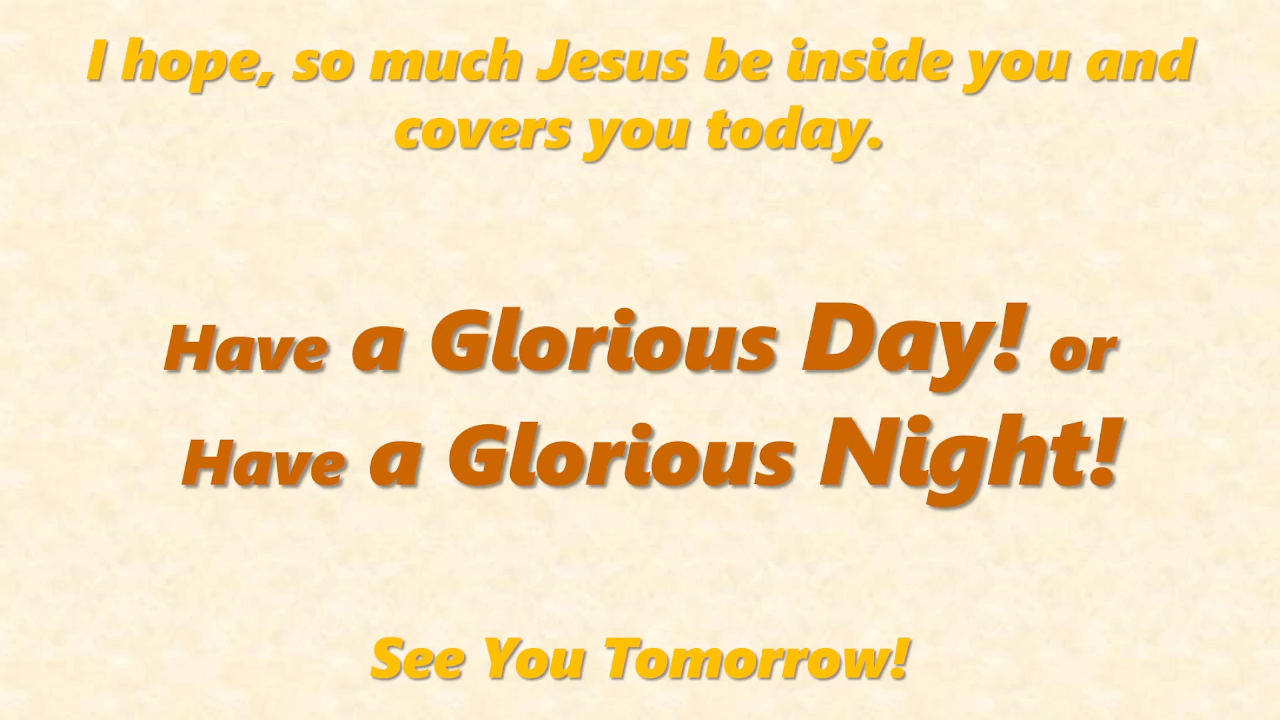 I hope, so much Jesus be inside you and
covers you today.
Have a Glorious Day! or
Have a Glorious Night!
See You Tomorrow!